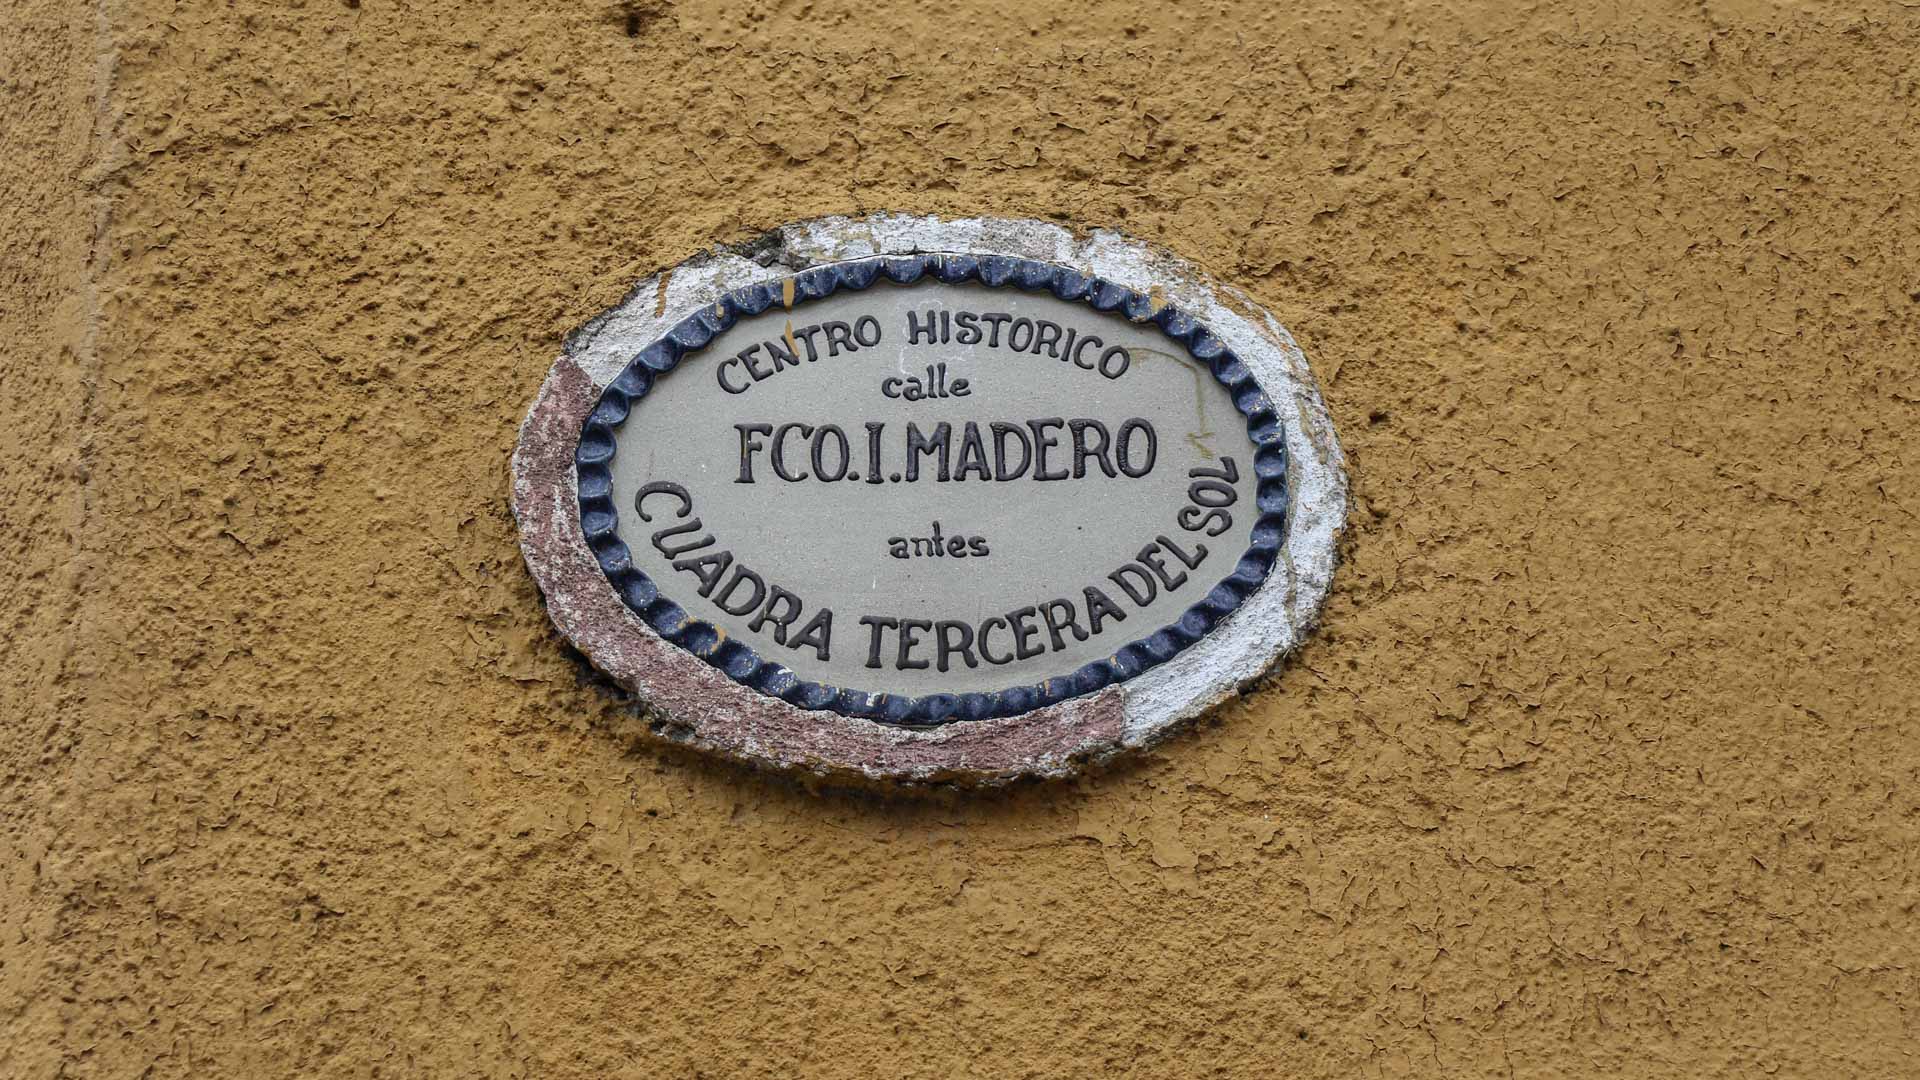 CENTRO HISTORICO
calle
FCO.I.MADERO
antes
CUADRA TERCERA DEL SOL